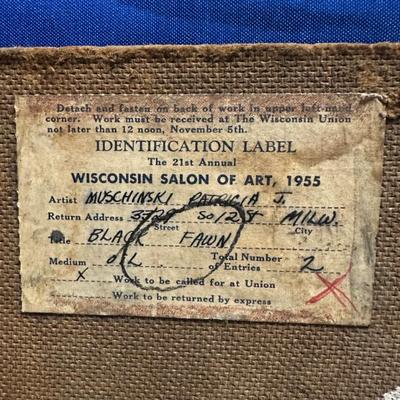 Detach and fasten on back of work in upper left-hand
corner. Work must be received at The Wisconsin Union
not later than 12 noon, November 5th.
IDENTIFICATION LABEL
The 21st Annual
WISCONSIN SALON OF ART, 1955
Artist MUSCHINSKI PATRICIA J.
Return Address 3728 SO 12 ST MILW.
Street City
Title BLACK FAWN
Medium OIL Total Number of Entries 2
X Work to be called for at Union
Work to be returned by express X